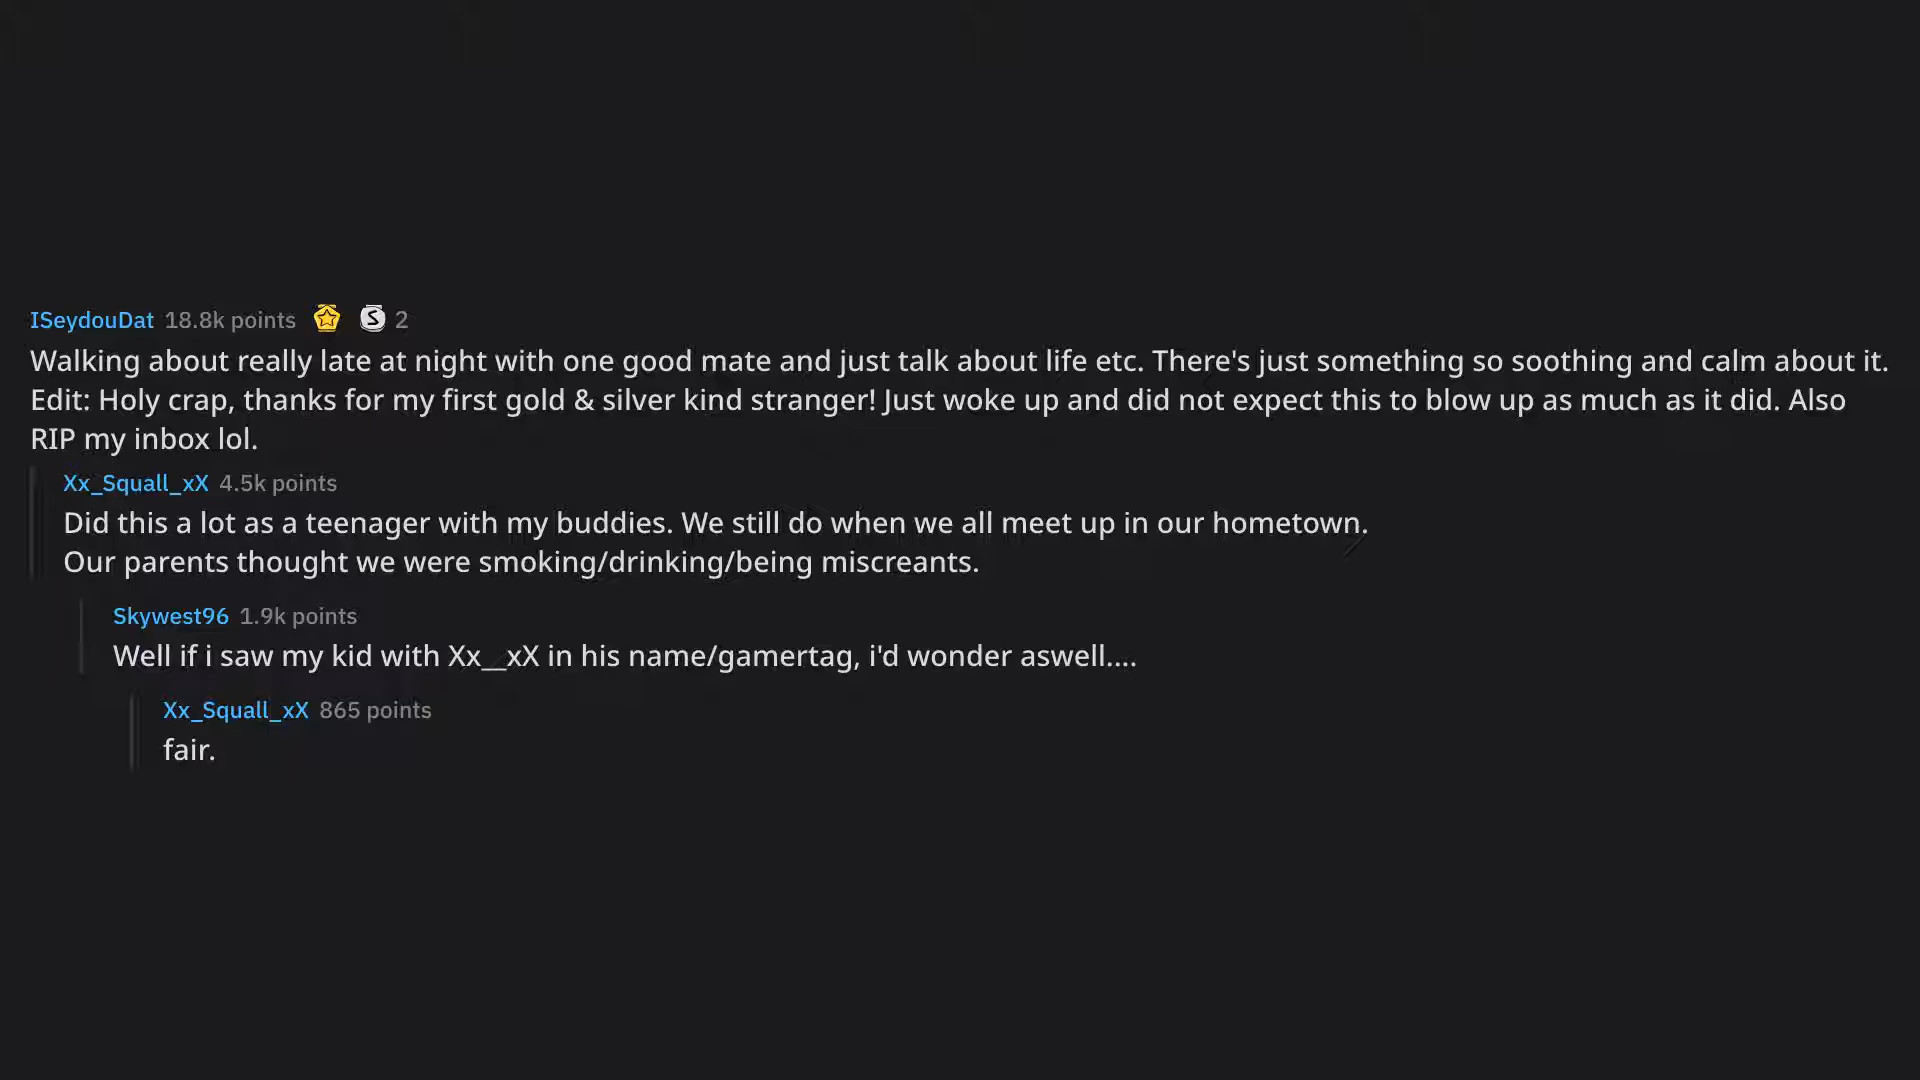 ISeydouDat 18.8k points S 2
Walking about really late at night with one good mate and just talk about life etc. There's just something so soothing and calm about it.
Edit: Holy crap, thanks for my first gold & silver kind stranger! Just woke up and did not expect this to blow up as much as it did. Also
RIP my inbox lol.
Xx_Squall_xX 4.5k points
Did this a lot as a teenager with my buddies. We still do when we all meet up in our hometown.
Our parents thought we were smoking/drinking/being miscreants.
Skywest96 1.9k points
Well if i saw my kid with Xx__xX in his name/gamertag, i'd wonder aswell....
Xx_Squall_xX 865 points
fair.